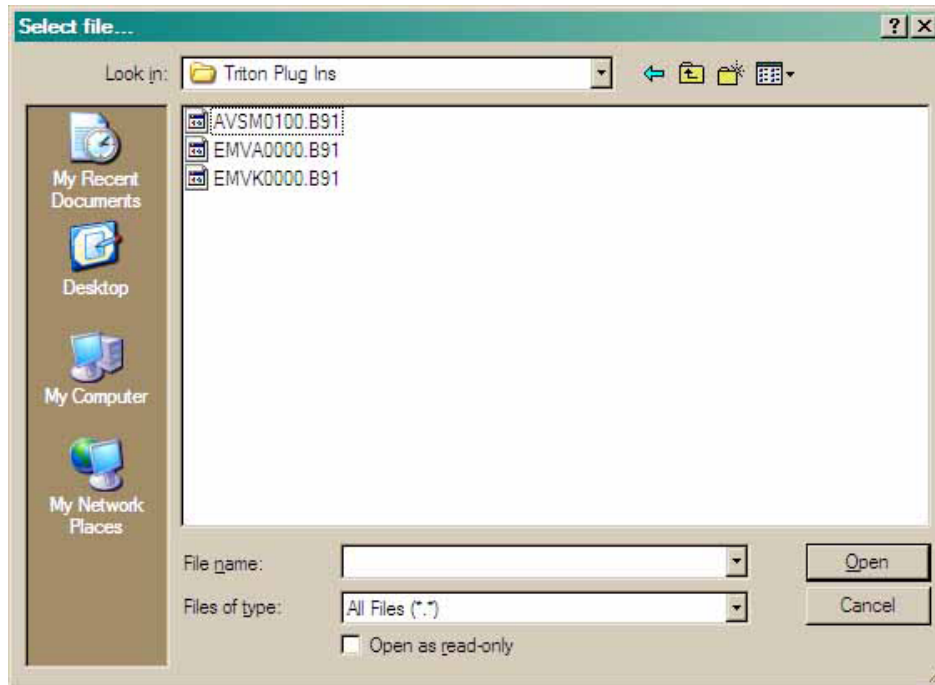 Select file...
Look in: Triton Plug Ins
AVSM0100.B91
EMVA0000.B91
EMVK0000.B91
My Recent
Documents
Desktop
My Computer
My Network
Places
File name:
Open
Files of type: All Files (*.*)
Cancel
Open as read-only